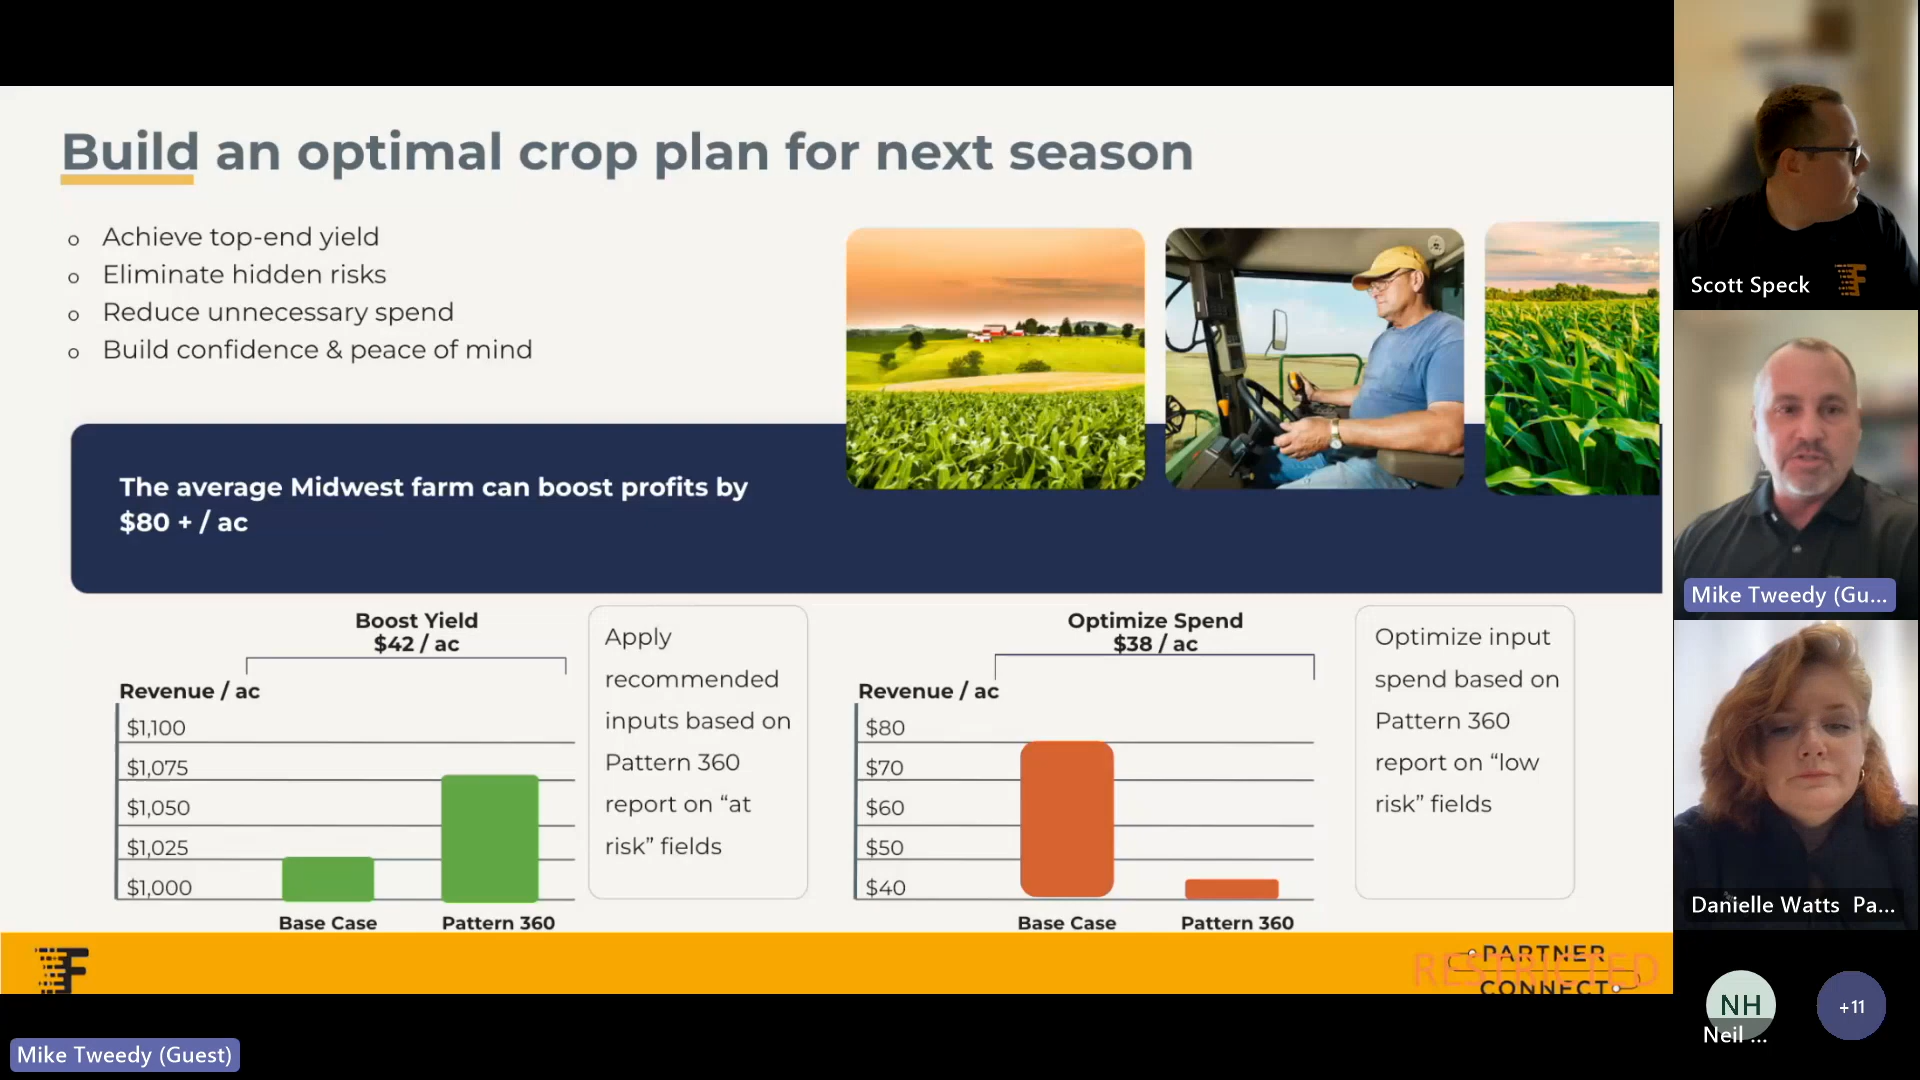 Build an optimal crop plan for next season
Achieve top-end yield
Eliminate hidden risks
Reduce unnecessary spend
Build confidence & peace of mind
The average Midwest farm can boost profits by
$80 + / ac
Boost Yield
$42 / ac
Revenue / ac
$1,100
$1,075
$1,050
$1,025
$1,000
Base Case
Pattern 360
Apply
recommended
inputs based on
Pattern 360
report on “at
risk” fields
Optimize Spend
$38 / ac
Revenue / ac
$80
$70
$60
$50
$40
Base Case
Pattern 360
Optimize input
spend based on
Pattern 360
report on “low
risk” fields
F
PARTNER
CONNECT
RESTRICTED
Scott Speck
Mike Tweedy (Gu...
Danielle Watts Pa...
NH
Neil ...
+11
Mike Tweedy (Guest)